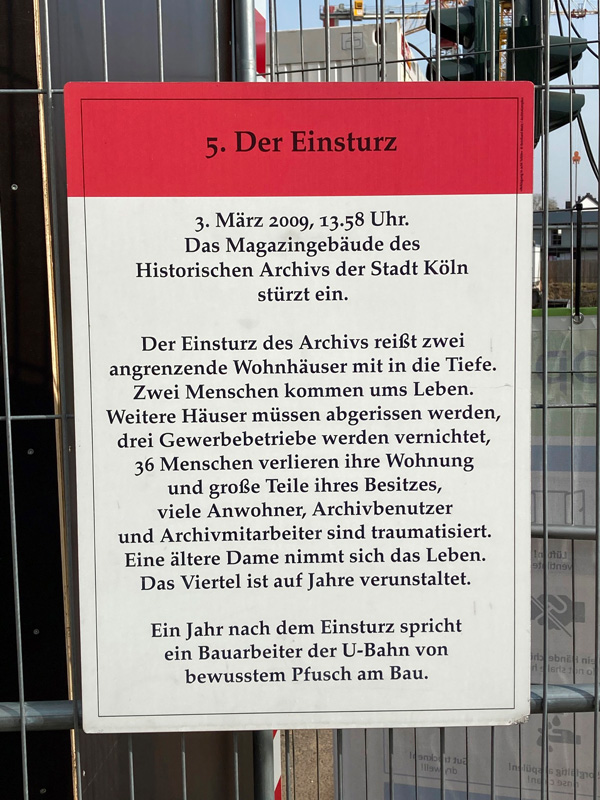 5. Der Einsturz
3. März 2009, 13.58 Uhr.
Das Magazingebäude des
Historischen Archivs der Stadt Köln
stürzt ein.
Der Einsturz des Archivs reißt zwei
angrenzende Wohnhäuser mit in die Tiefe.
Zwei Menschen kommen ums Leben.
Weitere Häuser müssen abgerissen werden,
drei Gewerbebetriebe werden vernichtet,
36 Menschen verlieren ihre Wohnung
und große Teile ihres Besitzes,
viele Anwohner, Archivbenutzer
und Archivmitarbeiter sind traumatisiert.
Eine ältere Dame nimmt sich das Leben.
Das Viertel ist auf Jahre verunstaltet.
Ein Jahr nach dem Einsturz spricht
ein Bauarbeiter der U-Bahn von
bewusstem Pfusch am Bau.